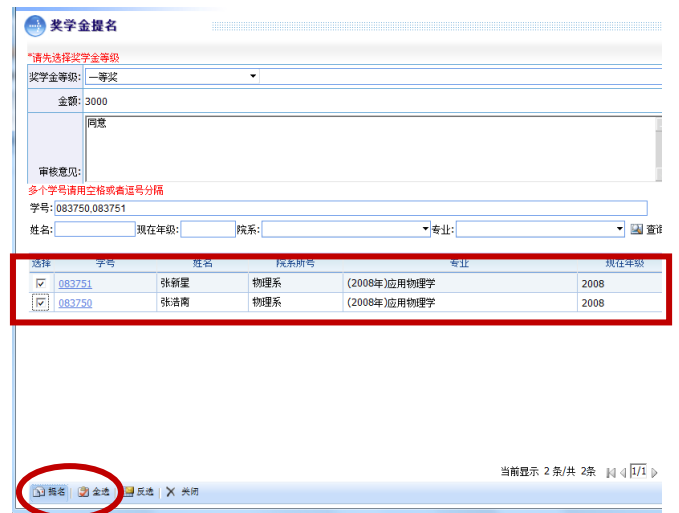 奖学金提名
*请先选择奖学金等级
奖学金等级: 一等奖
金额: 3000
同意
审核意见:
多个学号请用空格或者逗号分隔
学号: 083750,083751
姓名: 现在年级: 院系: 专业: 查询
选择 学号 姓名 院系所号 专业 现在年级
083751 张新星 物理系 (2008年)应用物理学 2008
083750 张浩南 物理系 (2008年)应用物理学 2008
当前显示 2 条/共 2条 1/1
提名 全选 反选 关闭